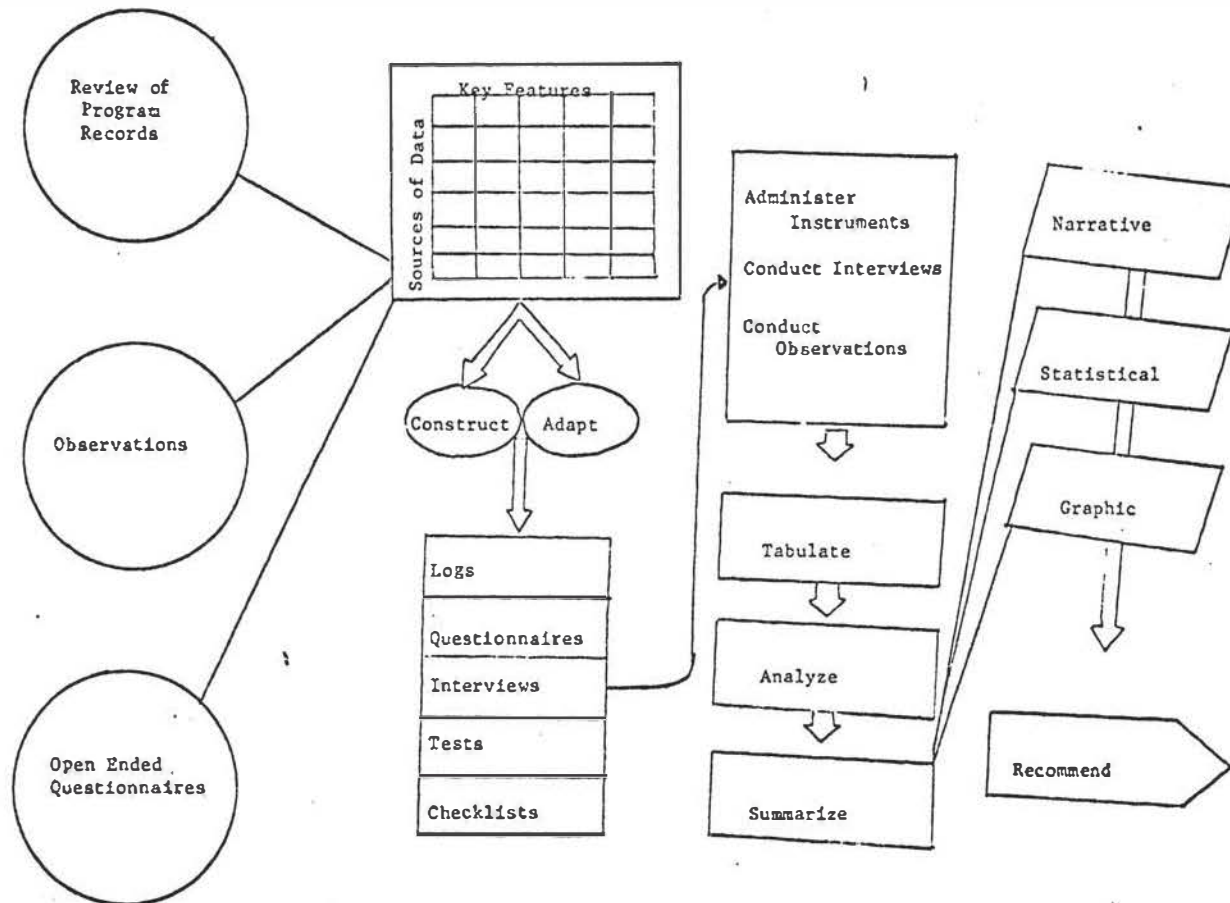 Review of
Program
Records
Observations
Open Ended
Questionnaires
Key Features
Sources of Data
Construct
Adapt
Logs
Questionnaires
Interviews
Tests
Checklists
Administer
Instruments
Conduct Interviews
Conduct
Observations
Tabulate
Analyze
Summarize
Narrative
Statistical
Graphic
Recommend